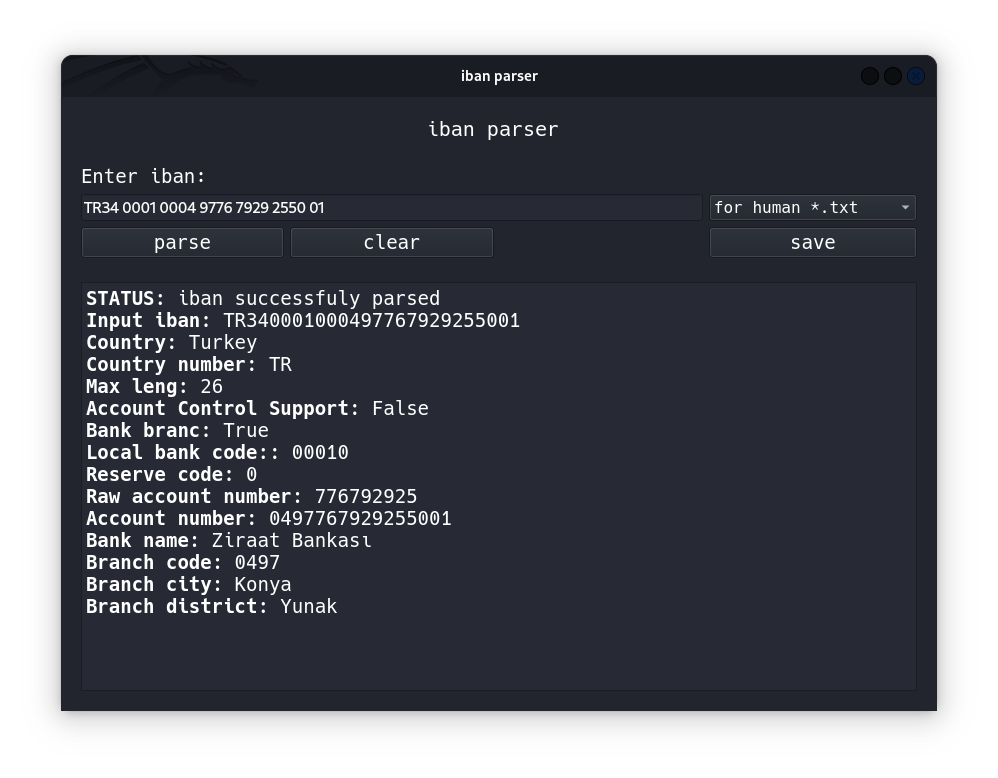 iban parser
iban parser
Enter iban:
TR34 0001 0004 9776 7929 2550 01
for human *.txt
parse
clear
save
STATUS: iban successfuly parsed
Input iban: TR340001000497767929255001
Country: Turkey
Country number: TR
Max leng: 26
Account Control Support: False
Bank branc: True
Local bank code:: 00010
Reserve code: 0
Raw account number: 776792925
Account number: 0497767929255001
Bank name: Ziraat Bankası
Branch code: 0497
Branch city: Konya
Branch district: Yunak